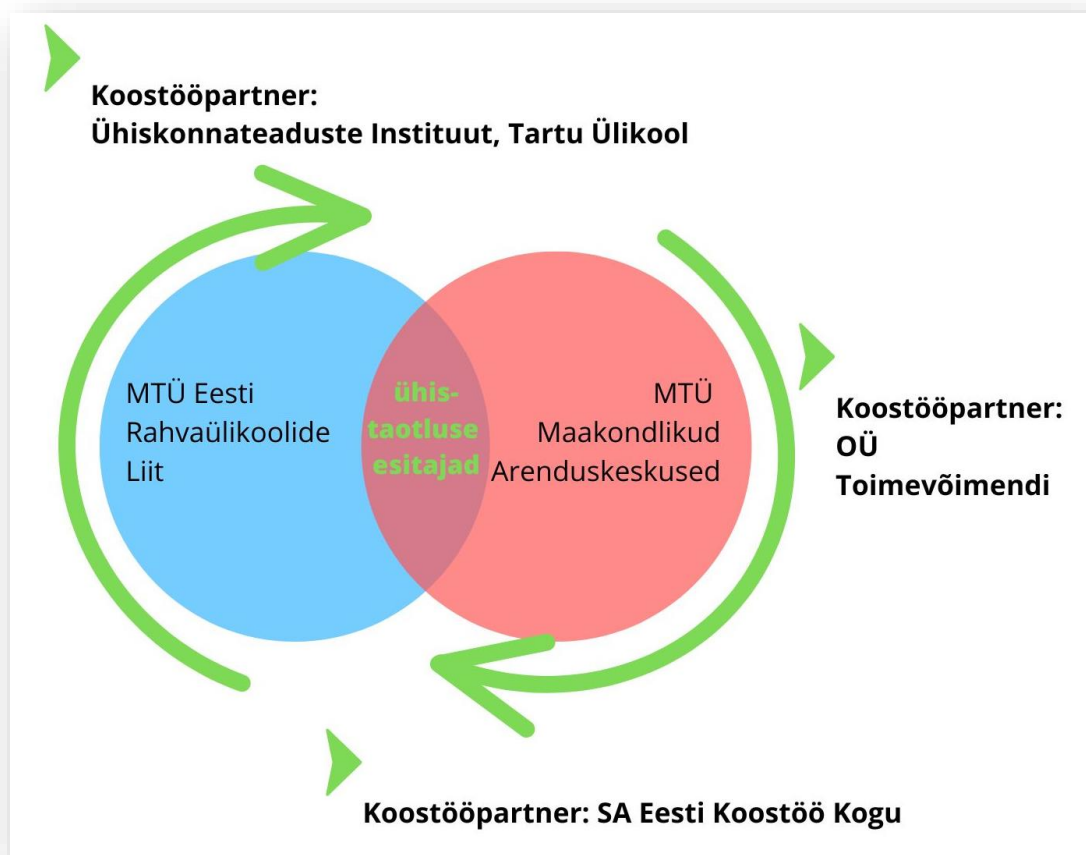 Koostööpartner:
Ühiskonnateaduste Instituut, Tartu Ülikool
MTÜ Eesti
Rahvaülikoolide
Liit
ühis-
taotluse
esitajad
MTÜ
Maakondlikud
Arenduskeskused
Koostööpartner:
OÜ
Toimevõimendi
Koostööpartner: SA Eesti Koostöö Kogu